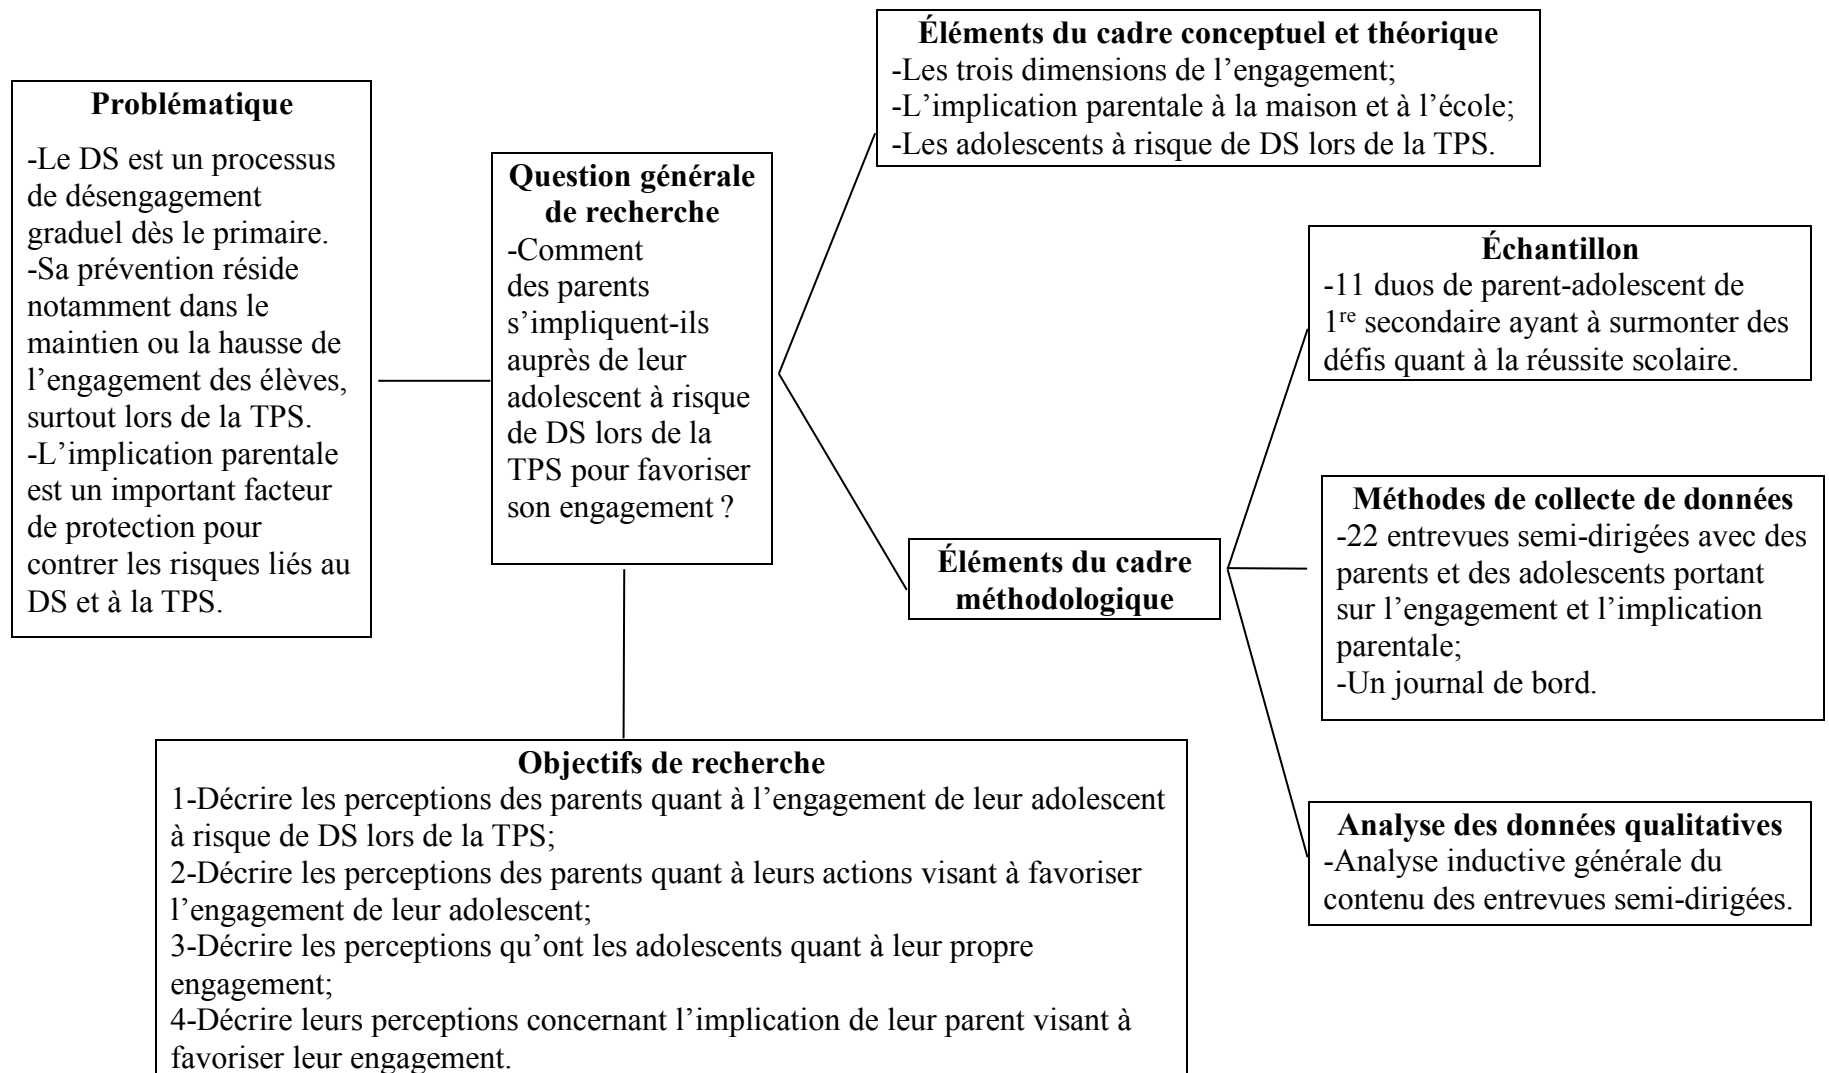 Problématique
-Le DS est un processus
de désengagement
graduel dès le primaire.
-Sa prévention réside
notamment dans le
maintien ou la hausse de
l’engagement des élèves,
surtout lors de la TPS.
-L’implication parentale
est un important facteur
de protection pour
contrer les risques liés au
DS et à la TPS.
Question générale
de recherche
-Comment
des parents
s’impliquent-ils
auprès de leur
adolescent à risque
de DS lors de la
TPS pour favoriser
son engagement ?
Éléments du cadre conceptuel et théorique
-Les trois dimensions de l’engagement;
-L’implication parentale à la maison et à l’école;
-Les adolescents à risque de DS lors de la TPS.
Éléments du cadre
méthodologique
Échantillon
-11 duos de parent-adolescent de
1re secondaire ayant à surmonter des
défis quant à la réussite scolaire.
Méthodes de collecte de données
-22 entrevues semi-dirigées avec des
parents et des adolescents portant
sur l’engagement et l’implication
parentale;
-Un journal de bord.
Analyse des données qualitatives
-Analyse inductive générale du
contenu des entrevues semi-dirigées.
Objectifs de recherche
1-Décrire les perceptions des parents quant à l’engagement de leur adolescent
à risque de DS lors de la TPS;
2-Décrire les perceptions des parents quant à leurs actions visant à favoriser
l’engagement de leur adolescent;
3-Décrire les perceptions qu’ont les adolescents quant à leur propre
engagement;
4-Décrire leurs perceptions concernant l’implication de leur parent visant à
favoriser leur engagement.